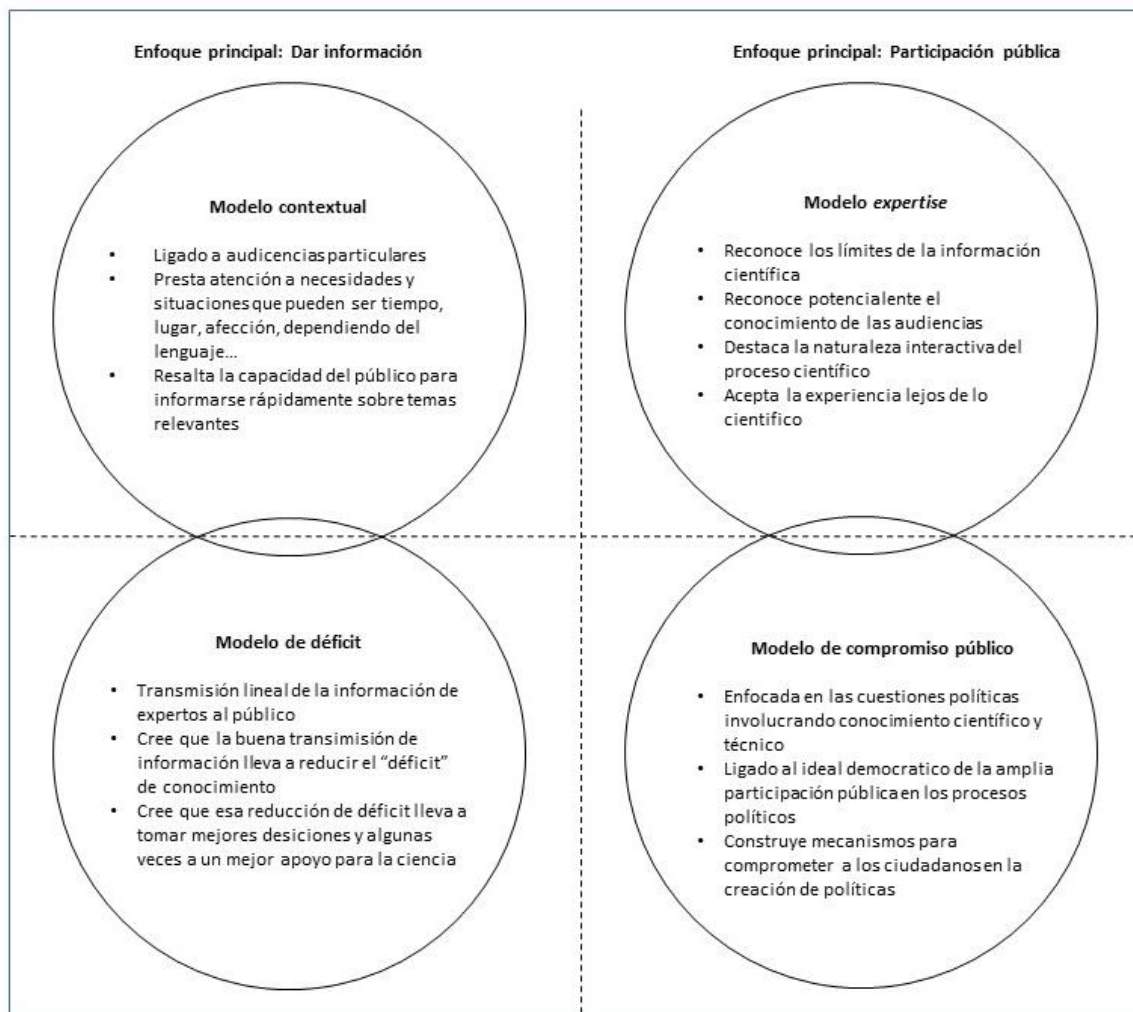 Enfoque principal: Dar información
Modelo contextual
• Ligado a audicencias particulares
• Presta atención a necesidades y
situaciones que pueden ser tiempo,
lugar, afección, dependiendo del
lenguaje...
• Resalta la capacidad del público para
informarse rápidamente sobre temas
relevantes
Modelo de déficit
• Transmisión lineal de la información de
expertos al público
• Cree que la buena transimisión de
información lleva a reducir el “déficit”
de conocimiento
• Cree que esa reducción de déficit lleva a
tomar mejores desiciones y algunas
veces a un mejor apoyo para la ciencia
Enfoque principal: Participación pública
Modelo expertise
• Reconoce los límites de la información
científica
• Reconoce potencialente el
conocimiento de las audiencias
• Destaca la naturaleza interactiva del
proceso científico
• Acepta la experiencia lejos de lo
cientifico
Modelo de compromiso público
• Enfocada en las cuestiones políticas
involucrando conocimiento científico y
técnico
• Ligado al ideal democratico de la amplia
participación pública en los procesos
políticos
• Construye mecanismos para
comprometer a los ciudadanos en la
creación de políticas